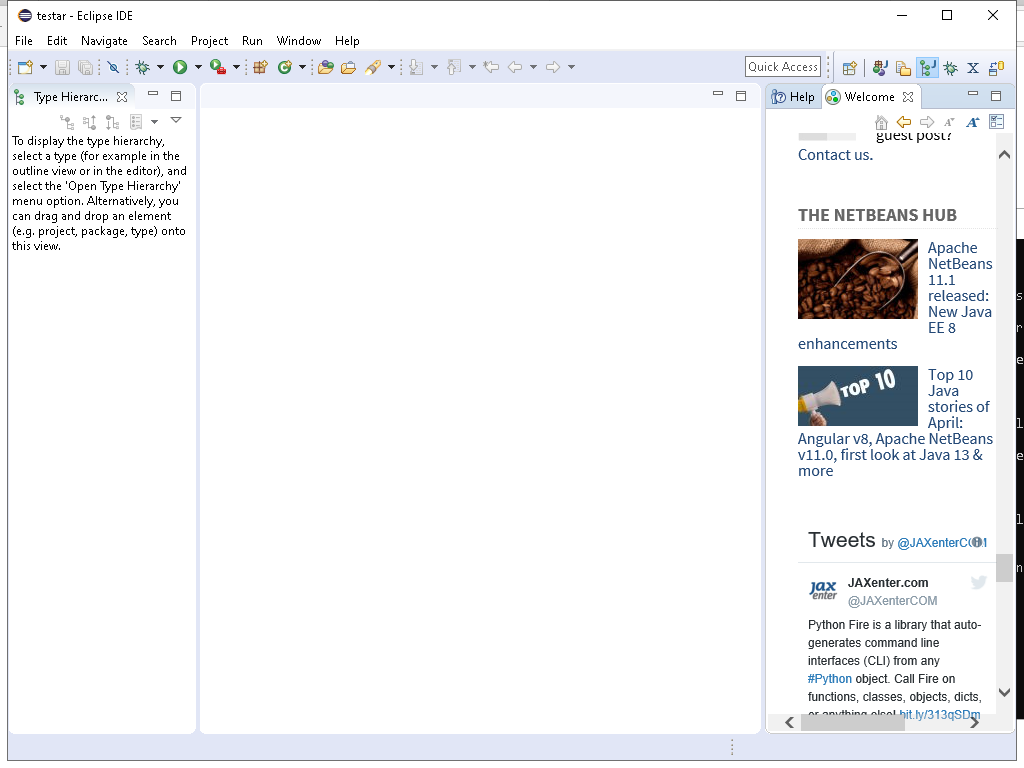 testar - Eclipse IDE
File Edit Navigate Search Project Run Window Help
Quick Access
Type Hierarc...
To display the type hierarchy,
select a type (for example in the
outline view or in the editor), and
select the 'Open Type Hierarchy'
menu option. Alternatively, you
can drag and drop an element
(e.g. project, package, type) onto
this view.
Help Welcome
guest post?
Contact us.
THE NETBEANS HUB
Apache
NetBeans
11.1
released:
New Java
EE 8
enhancements
TOP 10
Top 10
Java
stories of
April:
Angular v8, Apache NetBeans
v11.0, first look at Java 13 &
more
Tweets by @JAXenterCOM
jax enter
JAXenter.com
@JAXenterCOM
Python Fire is a library that auto-
generates command line
interfaces (CLI) from any
#Python object. Call Fire on
functions, classes, objects, dicts,
or anything else! bit.ly/313qSDm